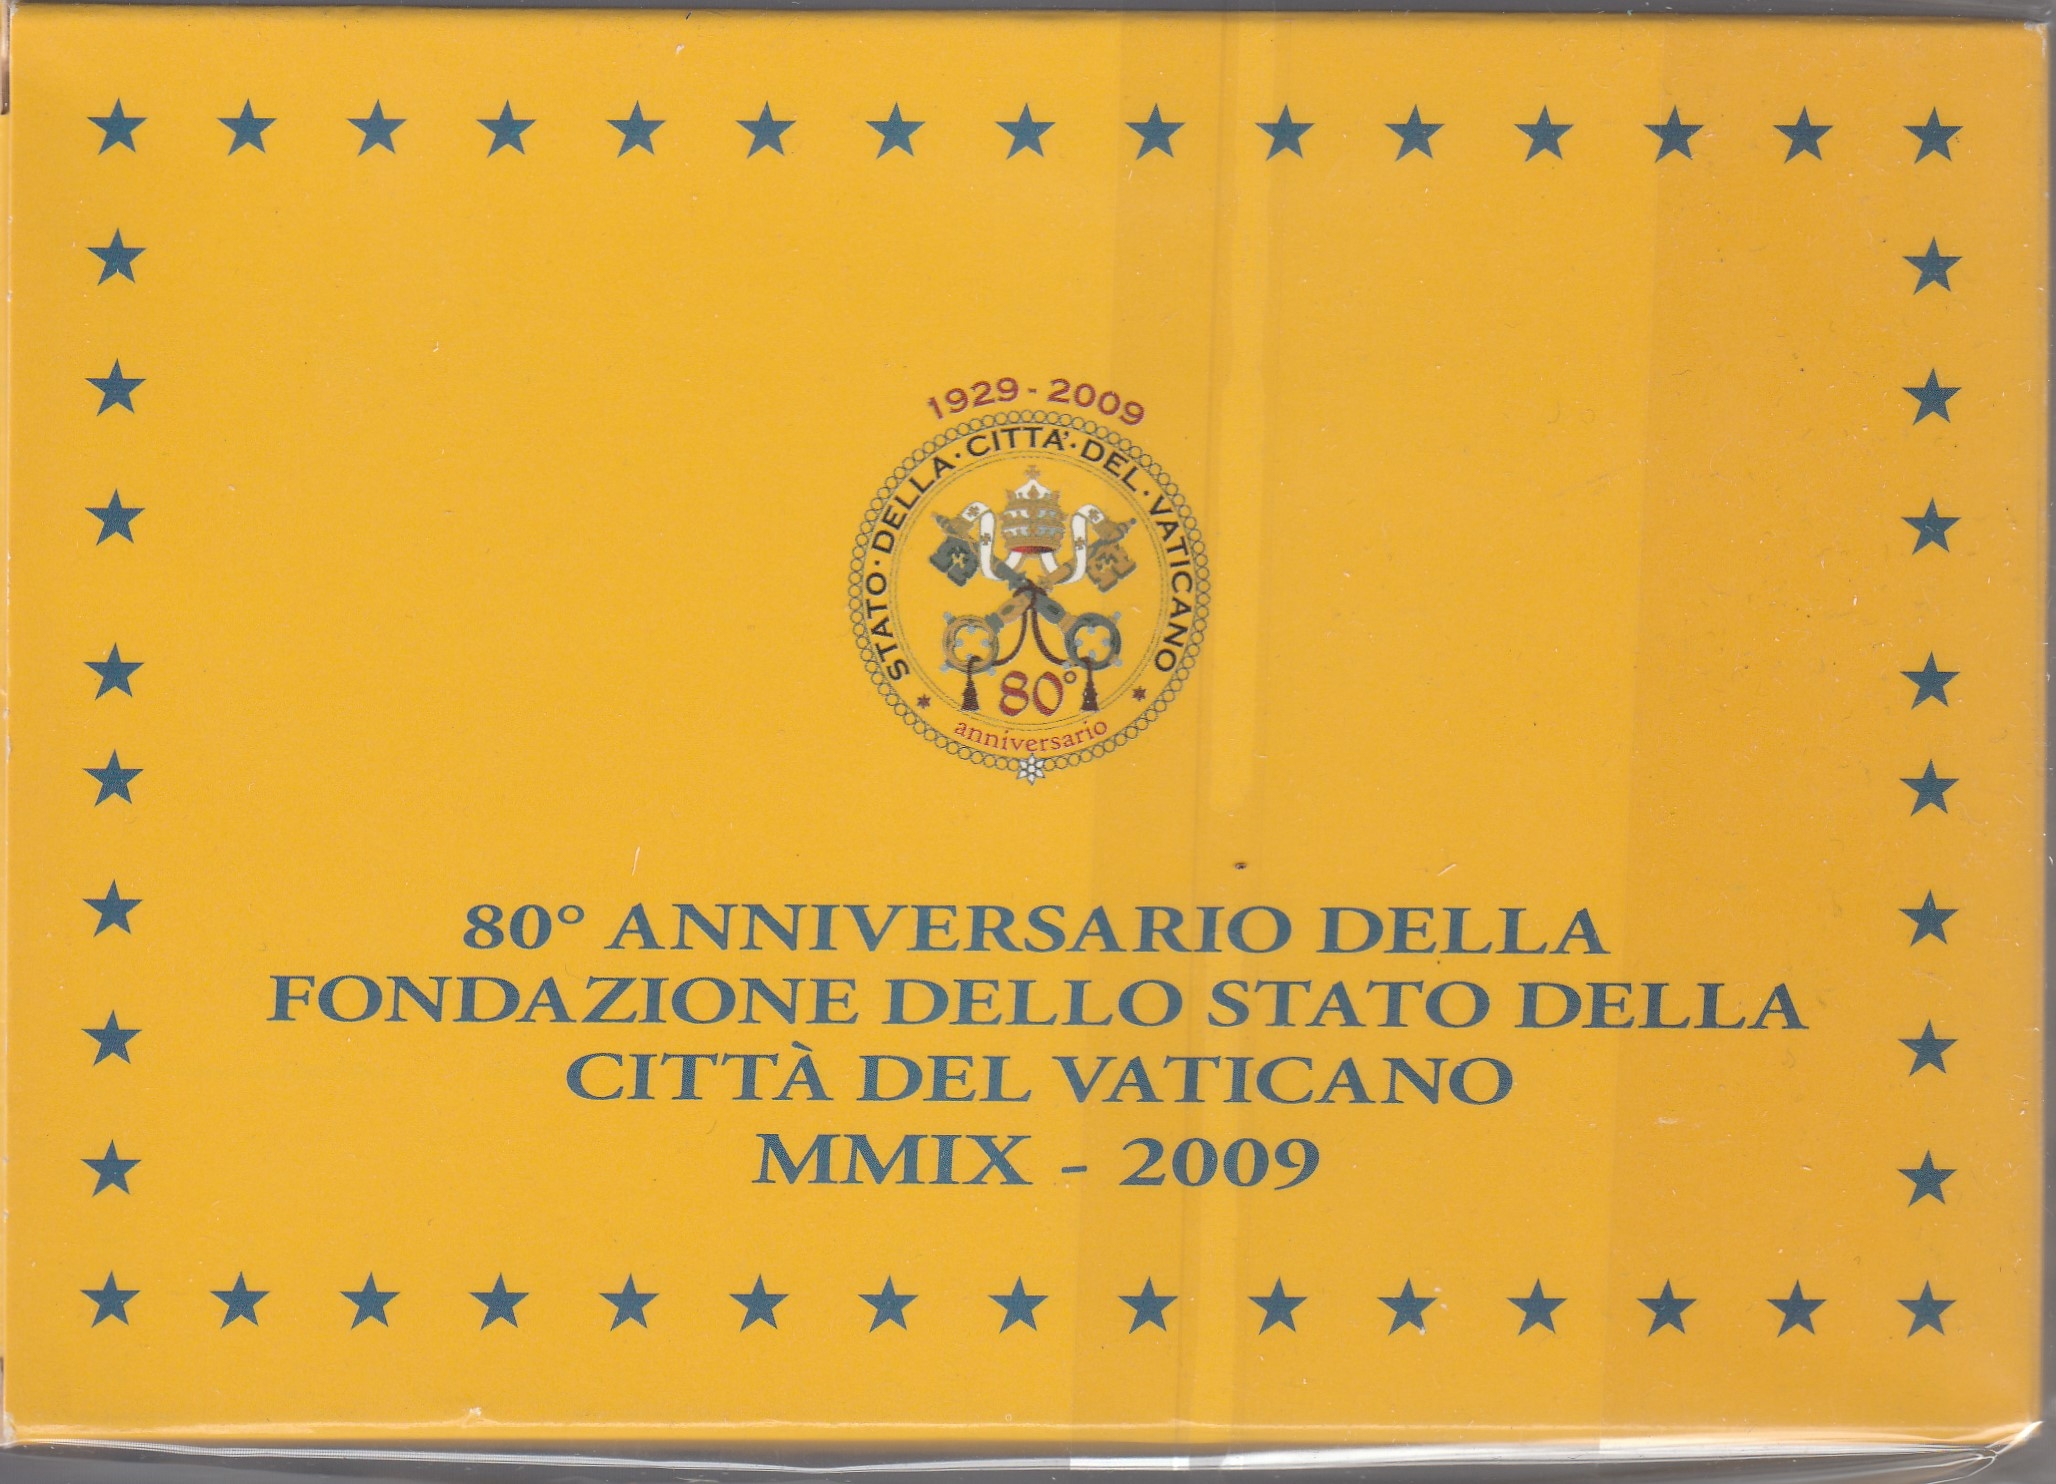 1929 - 2009
STATO · DELLA · CITTA' · DEL · VATICANO
80°
anniversario
80° ANNIVERSARIO DELLA
FONDAZIONE DELLO STATO DELLA
CITTÀ DEL VATICANO
MMIX - 2009